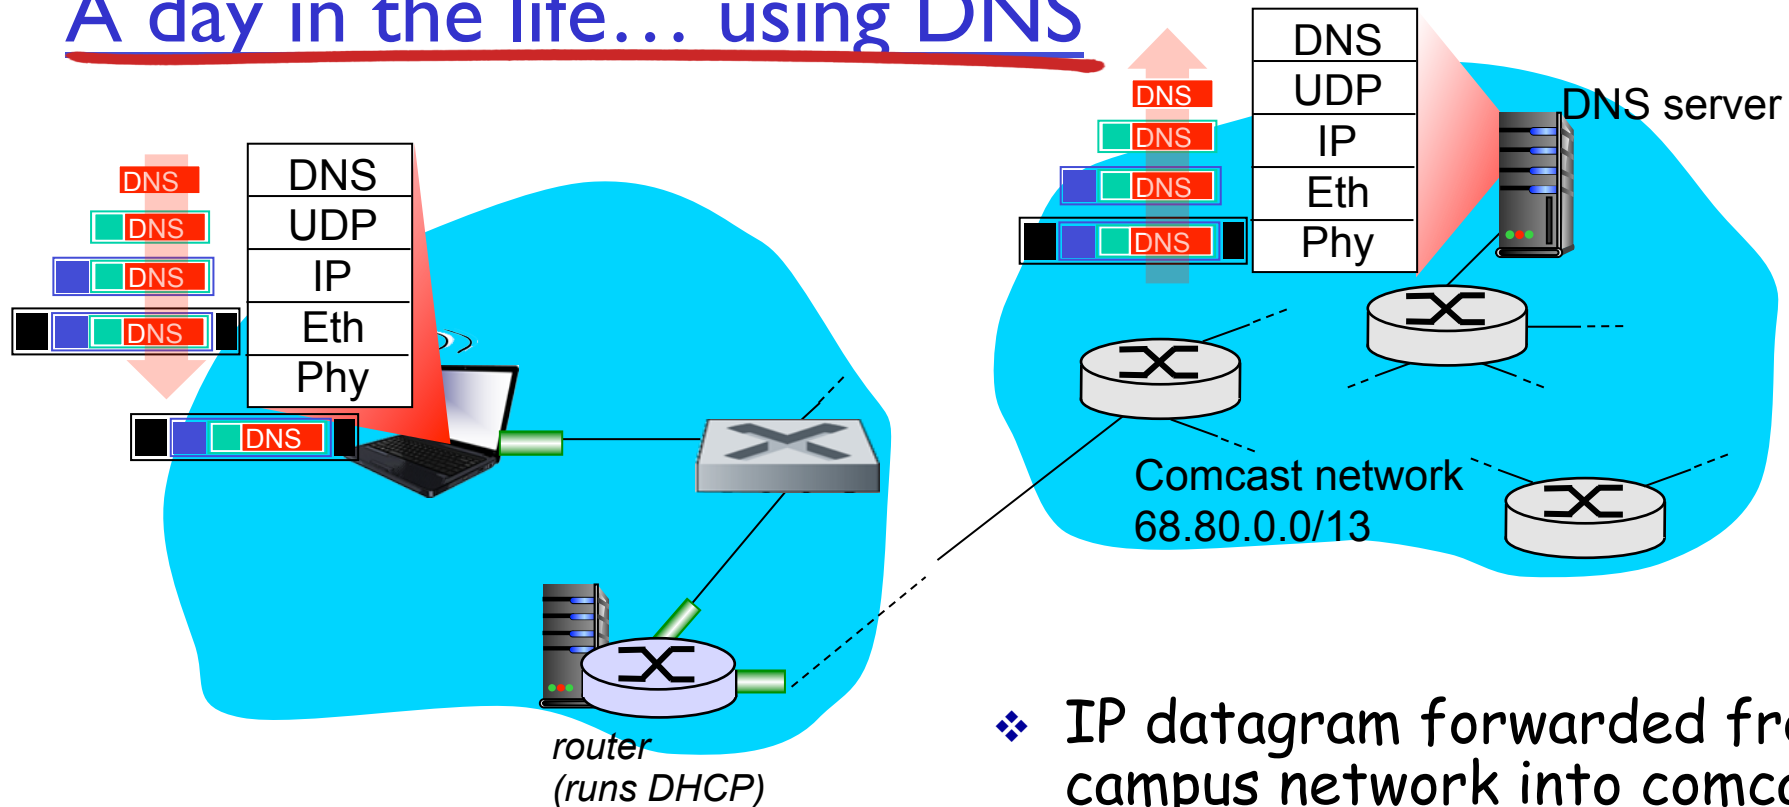 A day in the life… using DNS
DNS
DNS
DNS
DNS
DNS
UDP
IP
Eth
Phy
DNS
router
(runs DHCP)
DNS
DNS
DNS
DNS
DNS
UDP
IP
Eth
Phy
DNS server
Comcast network
68.80.0.0/13
❖ IP datagram forwarded
campus network into